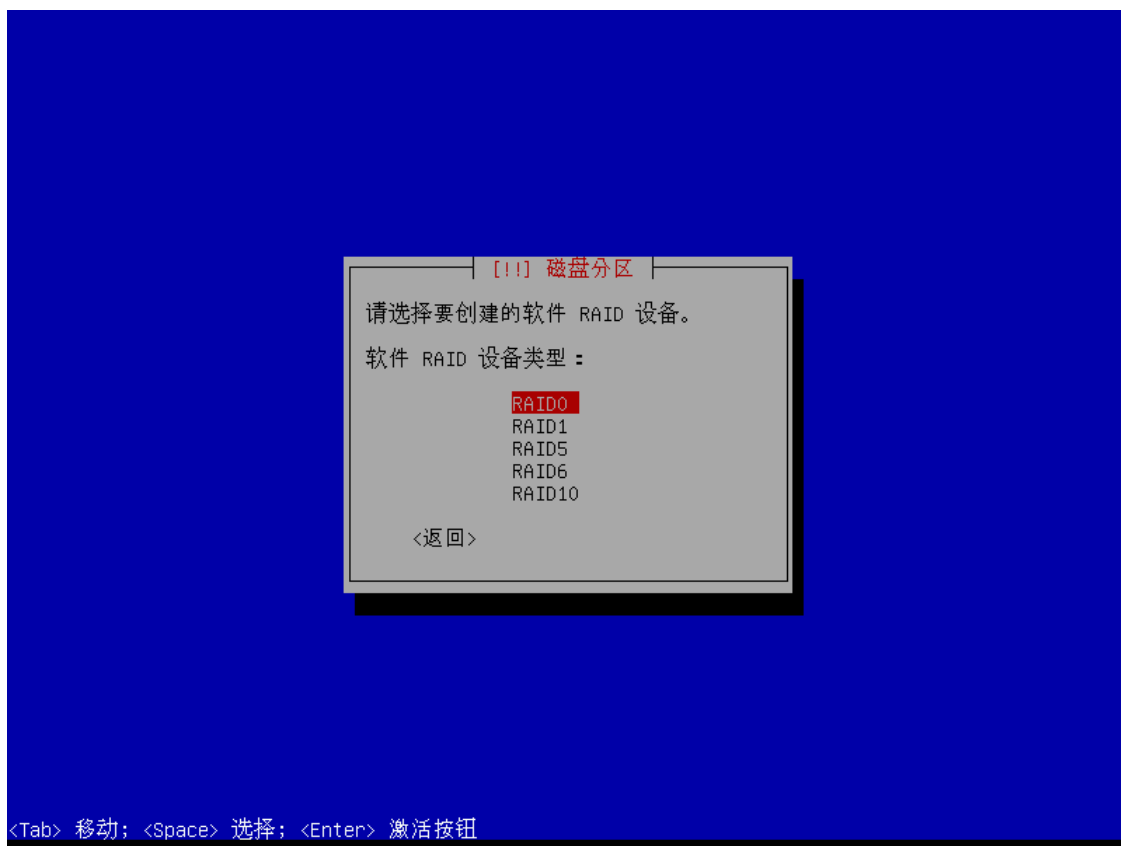 [!!] 磁盘分区
请选择要创建的软件 RAID 设备。
软件 RAID 设备类型：
RAID0
RAID1
RAID5
RAID6
RAID10
<返回>
<Tab> 移动; <Space> 选择; <Enter> 激活按钮